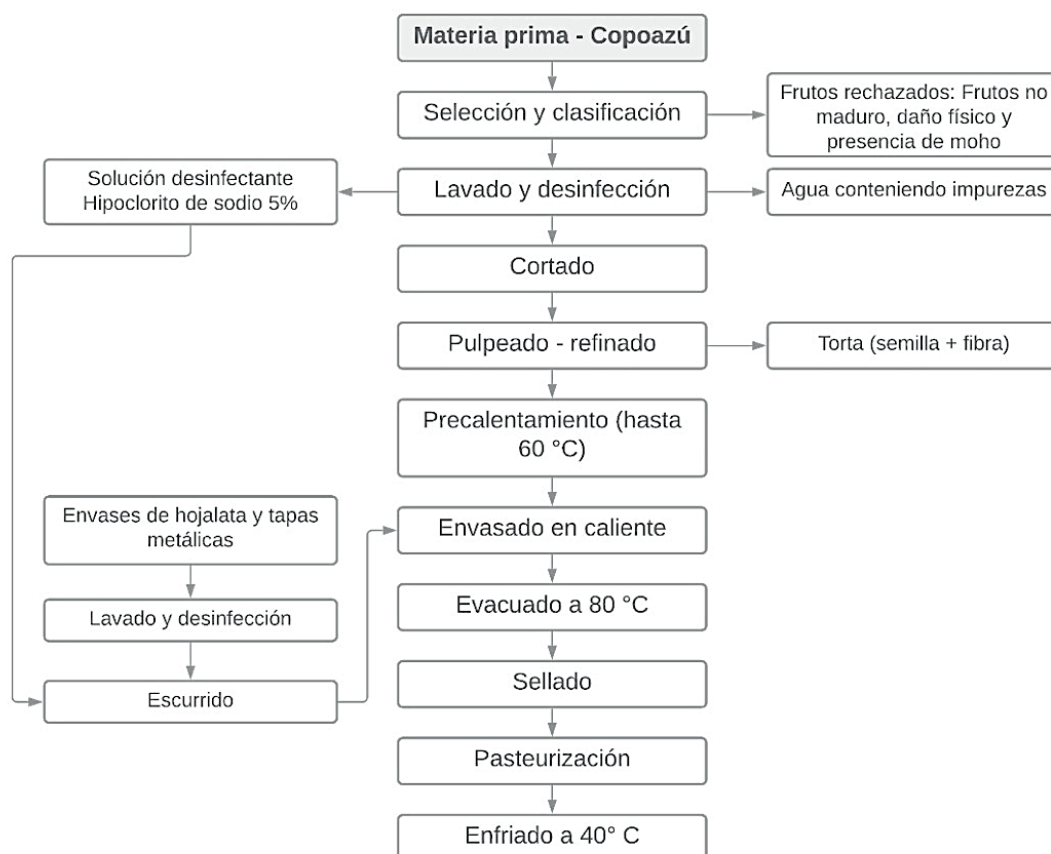 Materia prima - Copoazú
Selección y clasificación
Frutos rechazados: Frutos no
maduro, daño físico y
presencia de moho
Solución desinfectante
Hipoclorito de sodio 5%
Lavado y desinfección
Agua conteniendo impurezas
Cortado
Pulpeado - refinado
Torta (semilla + fibra)
Precalentamiento (hasta
60 °C)
Envases de hojalata y tapas
metálicas
Envasado en caliente
Lavado y desinfección
Evacuado a 80 °C
Escurrido
Sellado
Pasteurización
Enfriado a 40° C